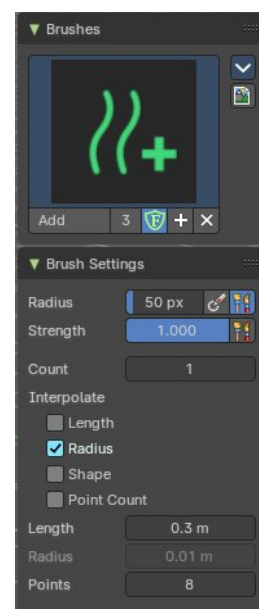 Brushes
Add 3 F
Brush Settings
Radius 50 px
Strength 1.000
Count 1
Interpolate
Length
Radius
Shape
Point Count
Length 0.3 m
Radius 0.01 m
Points 8